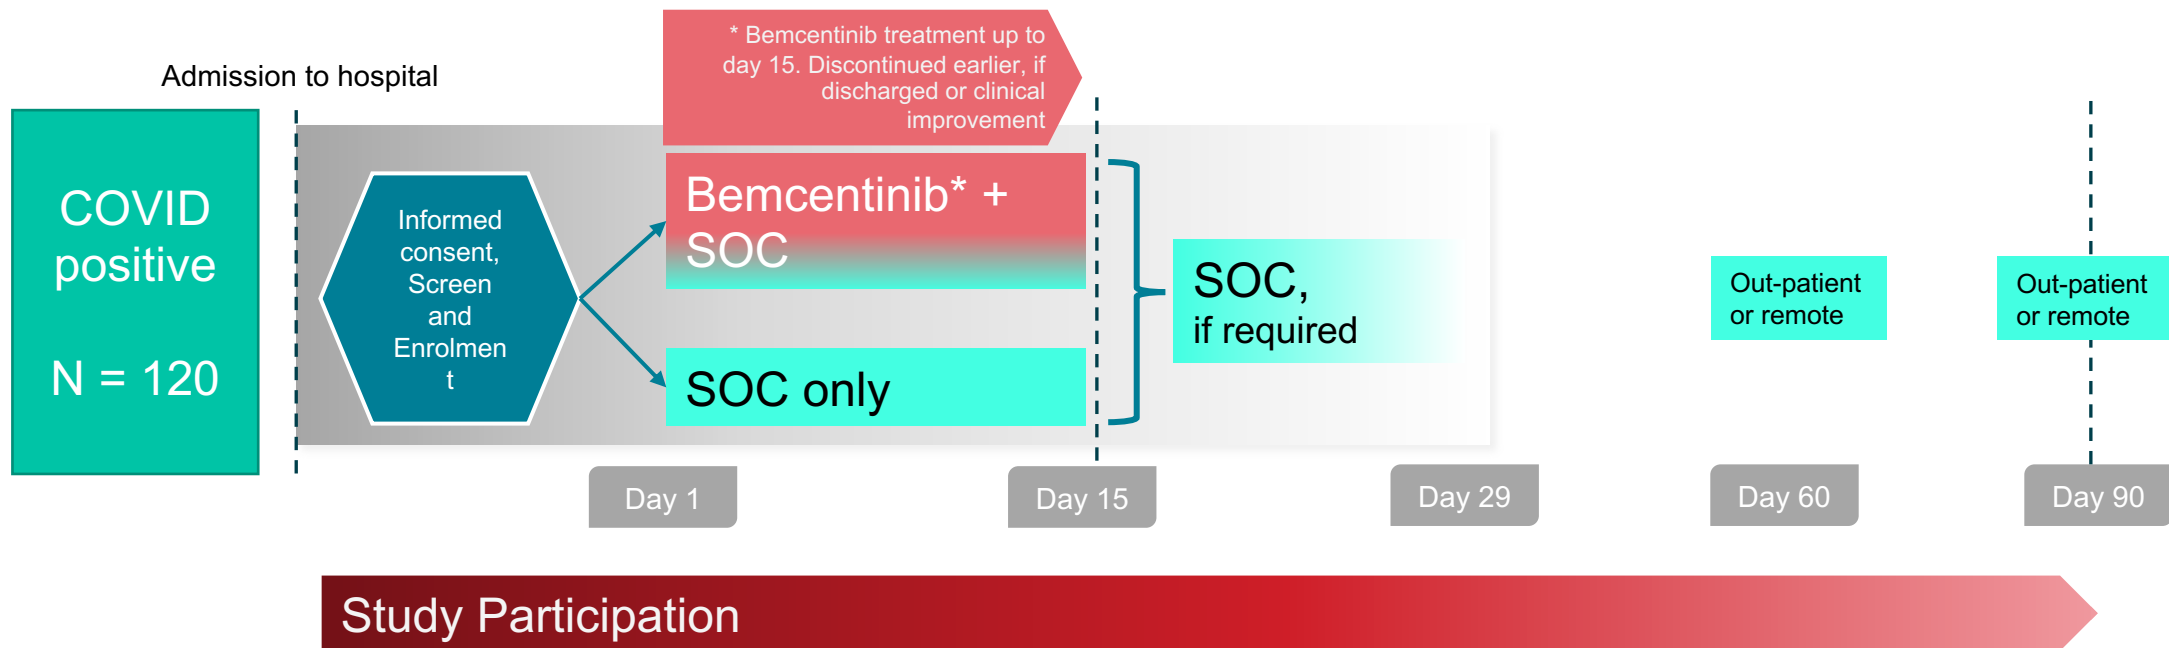 * Bemcentinib treatment up to
day 15. Discontinued earlier, if
discharged or clinical
improvement
Admission to hospital
COVID
positive
N = 120
Informed
consent,
Screen
and
Enrolmen
t
Bemcentinib* +
SOC
SOC only
SOC,
if required
Out-patient
or remote
Out-patient
or remote
Day 1
Day 15
Day 29
Day 60
Day 90
Study Participation